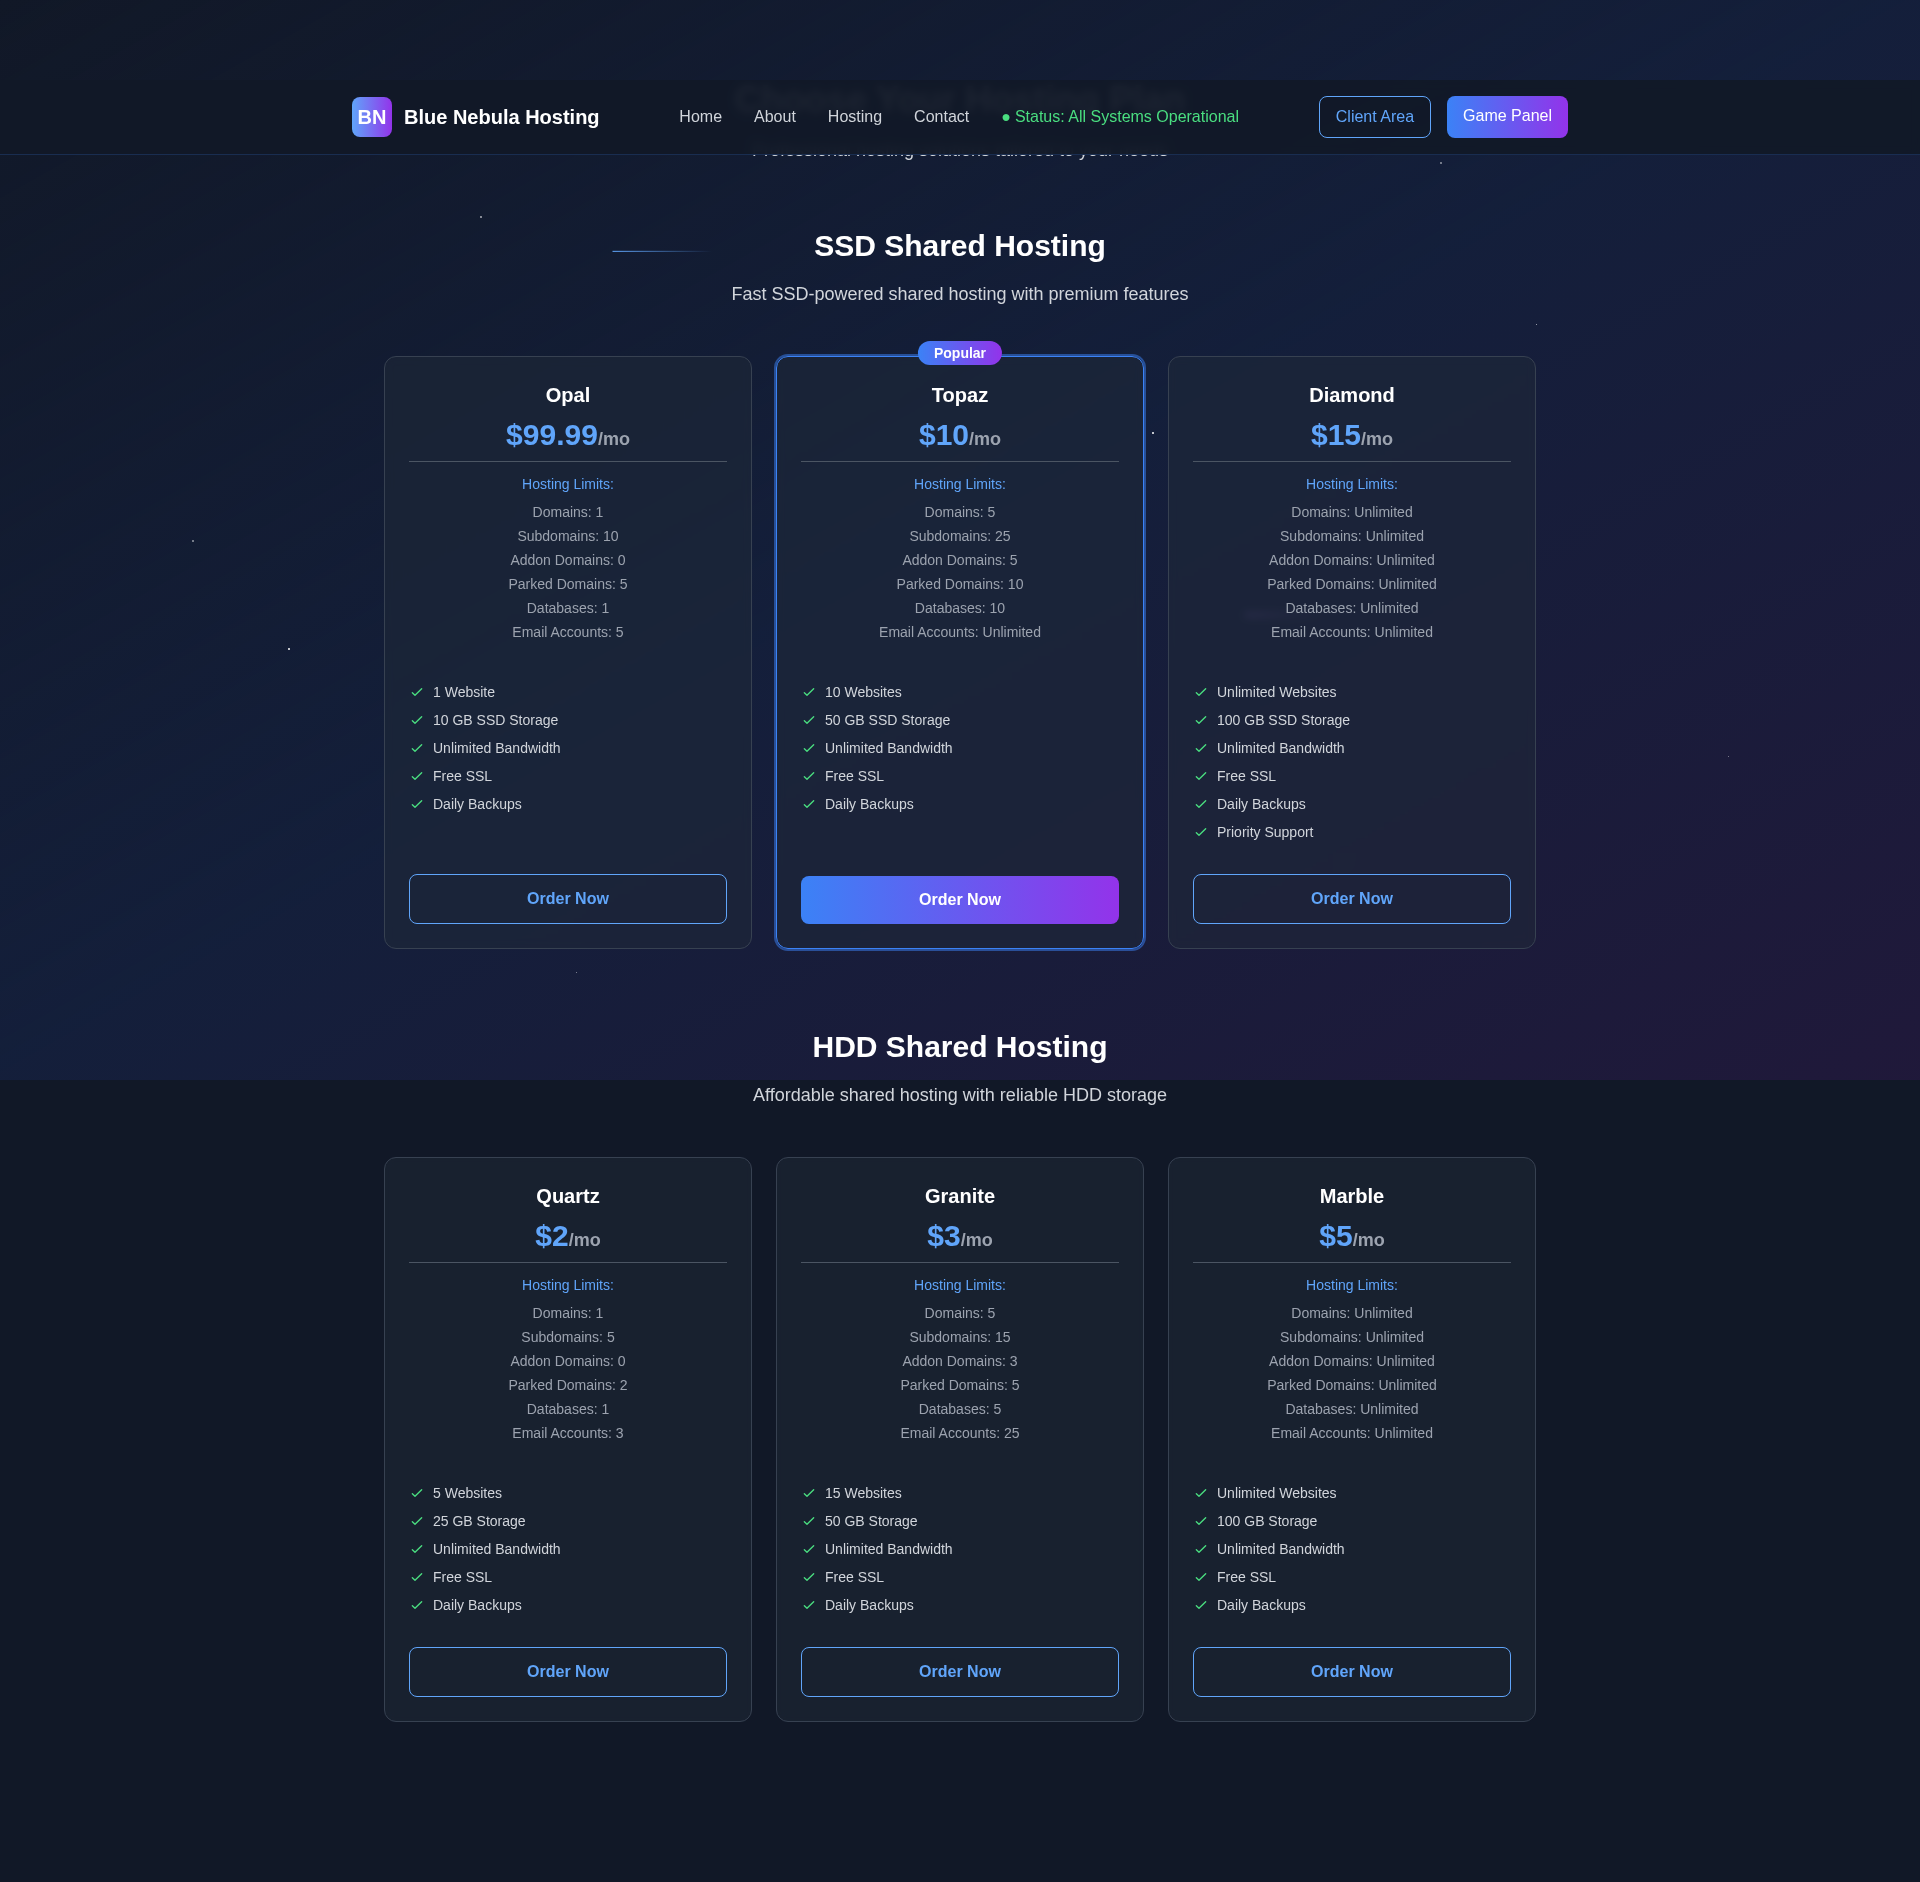 BN Blue Nebula Hosting Home About Hosting Contact ● Status: All Systems Operational Client Area Game Panel
Professional hosting solutions tailored to your needs
SSD Shared Hosting
Fast SSD-powered shared hosting with premium features
Opal
$99.99/mo
Hosting Limits:
Domains: 1
Subdomains: 10
Addon Domains: 0
Parked Domains: 5
Databases: 1
Email Accounts: 5
1 Website
10 GB SSD Storage
Unlimited Bandwidth
Free SSL
Daily Backups
Order Now
Popular
Topaz
$10/mo
Hosting Limits:
Domains: 5
Subdomains: 25
Addon Domains: 5
Parked Domains: 10
Databases: 10
Email Accounts: Unlimited
10 Websites
50 GB SSD Storage
Unlimited Bandwidth
Free SSL
Daily Backups
Order Now
Diamond
$15/mo
Hosting Limits:
Domains: Unlimited
Subdomains: Unlimited
Addon Domains: Unlimited
Parked Domains: Unlimited
Databases: Unlimited
Email Accounts: Unlimited
Unlimited Websites
100 GB SSD Storage
Unlimited Bandwidth
Free SSL
Daily Backups
Priority Support
Order Now
HDD Shared Hosting
Affordable shared hosting with reliable HDD storage
Quartz
$2/mo
Hosting Limits:
Domains: 1
Subdomains: 5
Addon Domains: 0
Parked Domains: 2
Databases: 1
Email Accounts: 3
5 Websites
25 GB Storage
Unlimited Bandwidth
Free SSL
Daily Backups
Order Now
Granite
$3/mo
Hosting Limits:
Domains: 5
Subdomains: 15
Addon Domains: 3
Parked Domains: 5
Databases: 5
Email Accounts: 25
15 Websites
50 GB Storage
Unlimited Bandwidth
Free SSL
Daily Backups
Order Now
Marble
$5/mo
Hosting Limits:
Domains: Unlimited
Subdomains: Unlimited
Addon Domains: Unlimited
Parked Domains: Unlimited
Databases: Unlimited
Email Accounts: Unlimited
Unlimited Websites
100 GB Storage
Unlimited Bandwidth
Free SSL
Daily Backups
Order Now